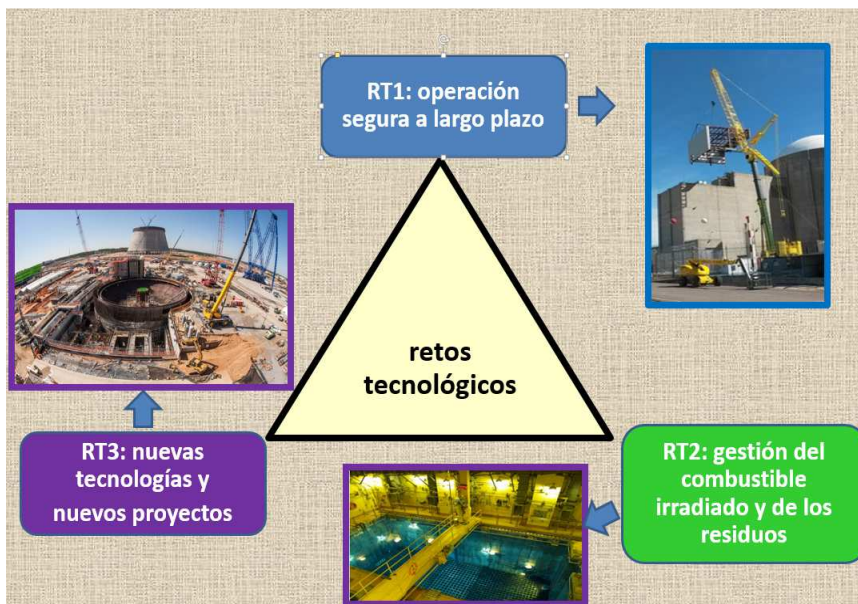 RT1: operación
segura a largo plazo
retos
tecnológicos
RT3: nuevas
tecnologías y
nuevos proyectos
RT2: gestión del
combustible
irradiado y de los
residuos